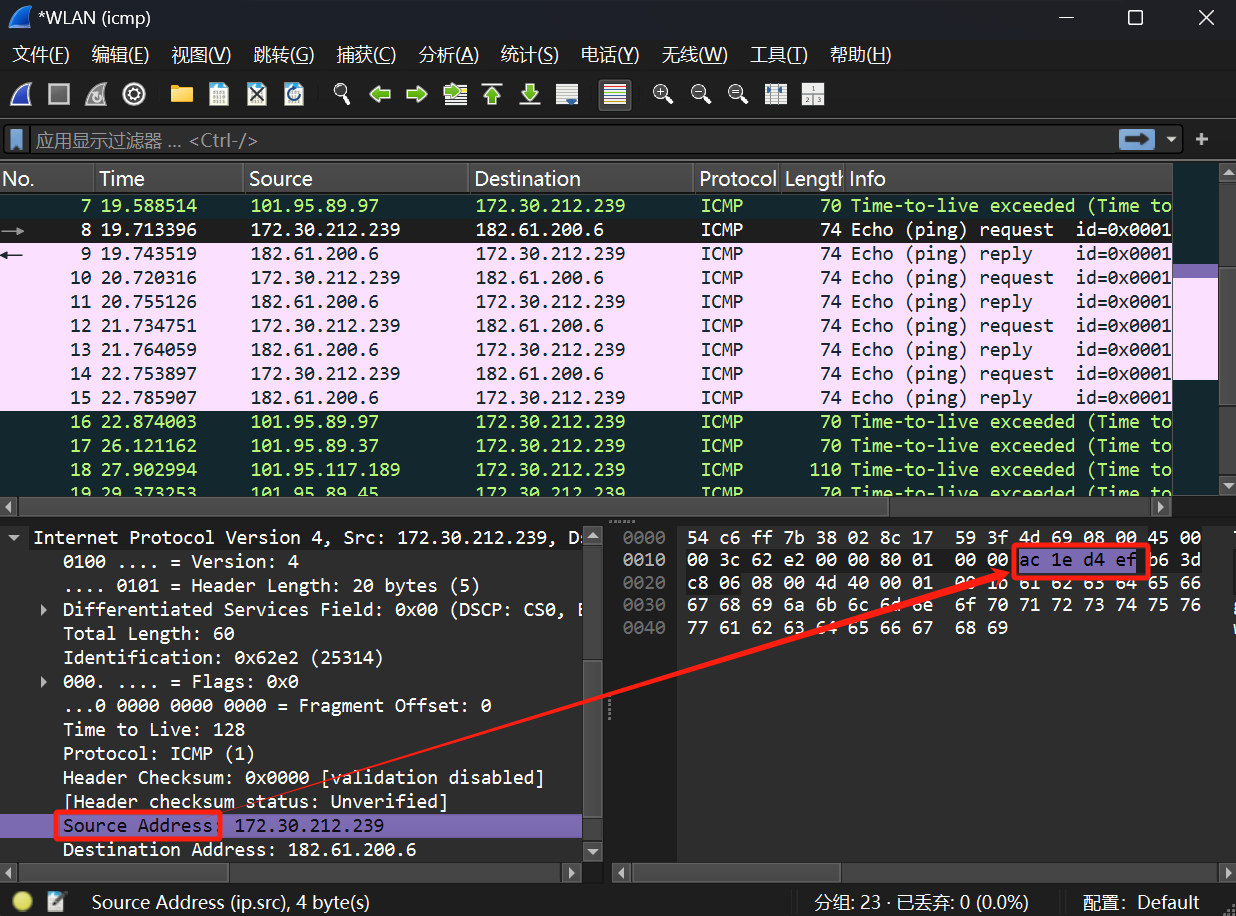 *WLAN (icmp)
文件(F) 编辑(E) 视图(V) 跳转(G) 捕获(C) 分析(A) 统计(S) 电话(Y) 无线(W) 工具(T) 帮助(H)
应用显示过滤器 … <Ctrl-/>
No. Time Source Destination Protocol Length Info
7 19.588514 101.95.89.97 172.30.212.239 ICMP 70 Time-to-live exceeded (Time to
8 19.713396 172.30.212.239 182.61.200.6 ICMP 74 Echo (ping) request id=0x0001
9 19.743519 182.61.200.6 172.30.212.239 ICMP 74 Echo (ping) reply id=0x0001
10 20.720316 172.30.212.239 182.61.200.6 ICMP 74 Echo (ping) request id=0x0001
11 20.755126 182.61.200.6 172.30.212.239 ICMP 74 Echo (ping) reply id=0x0001
12 21.734751 172.30.212.239 182.61.200.6 ICMP 74 Echo (ping) request id=0x0001
13 21.764059 182.61.200.6 172.30.212.239 ICMP 74 Echo (ping) reply id=0x0001
14 22.753897 172.30.212.239 182.61.200.6 ICMP 74 Echo (ping) request id=0x0001
15 22.785907 182.61.200.6 172.30.212.239 ICMP 74 Echo (ping) reply id=0x0001
16 22.874003 101.95.89.97 172.30.212.239 ICMP 70 Time-to-live exceeded (Time to
17 26.121162 101.95.89.37 172.30.212.239 ICMP 70 Time-to-live exceeded (Time to
18 27.902994 101.95.117.189 172.30.212.239 ICMP 110 Time-to-live exceeded (Time to
19 29.373253 101.95.89.45 172.30.212.239 ICMP 70 Time-to-live exceeded (Time to
Internet Protocol Version 4, Src: 172.30.212.239, Ds
0100 .... = Version: 4
.... 0101 = Header Length: 20 bytes (5)
Differentiated Services Field: 0x00 (DSCP: CS0, E
Total Length: 60
Identification: 0x62e2 (25314)
000. .... = Flags: 0x0
...0 0000 0000 0000 = Fragment Offset: 0
Time to Live: 128
Protocol: ICMP (1)
Header Checksum: 0x0000 [validation disabled]
[Header checksum status: Unverified]
Source Address: 172.30.212.239
Destination Address: 182.61.200.6
0000 54 c6 ff 7b 38 02 8c 17 59 3f 4d 69 08 00 45 00
0010 00 3c 62 e2 00 00 80 01 00 00 ac 1e d4 ef b6 3d
0020 c8 06 08 00 4d 40 00 01 00 1b 61 62 63 64 65 66
0030 67 68 69 6a 6b 6c 6d 6e 6f 70 71 72 73 74 75 76
0040 77 61 62 63 64 65 66 67 68 69
Source Address (ip.src), 4 byte(s)
分组: 23 · 已丢弃: 0 (0.0%)
配置: Default